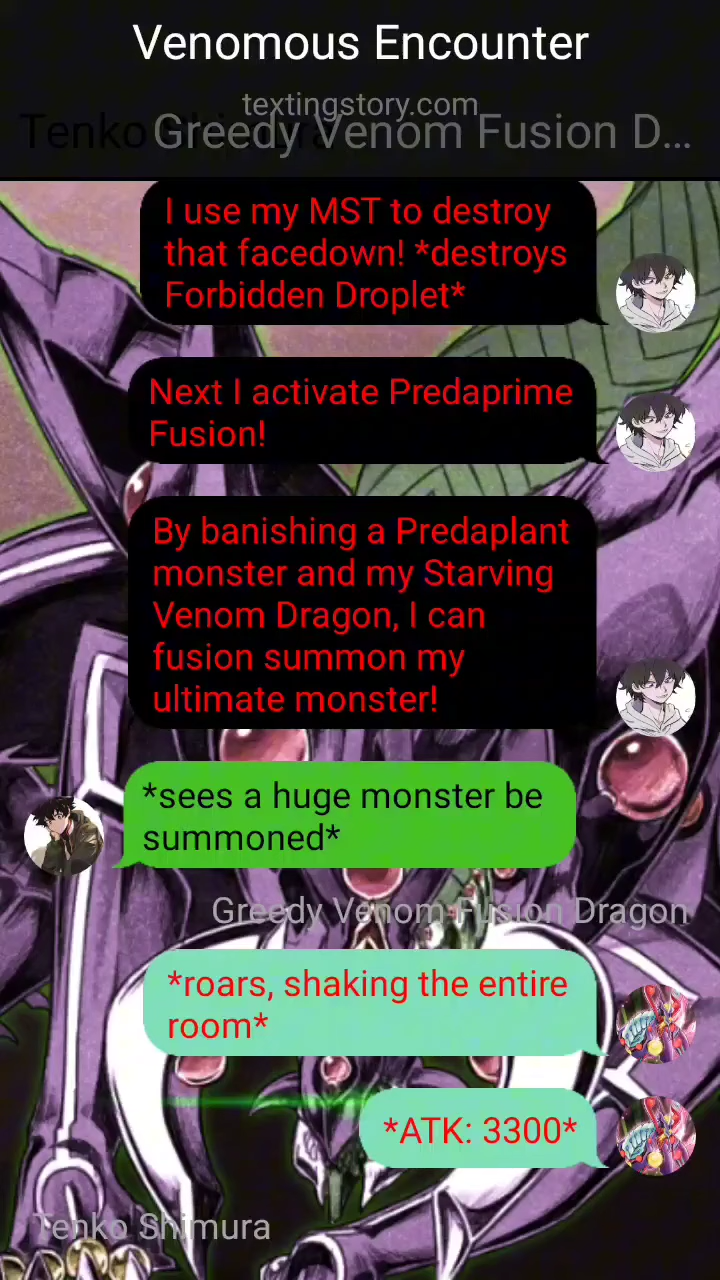 Venomous Encounter
textingstory.com
Tenko
Greedy Venom Fusion D...
I use my MST to destroy
that facedown! *destroys
Forbidden Droplet*
Next I activate Predaprime
Fusion!
By banishing a Predaplant
monster and my Starving
Venom Dragon, I can
fusion summon my
ultimate monster!
*sees a huge monster be
summoned*
Greedy Venom Fusion Dragon
*roars, shaking the entire
room*
*ATK: 3300*
Tenko Shimura